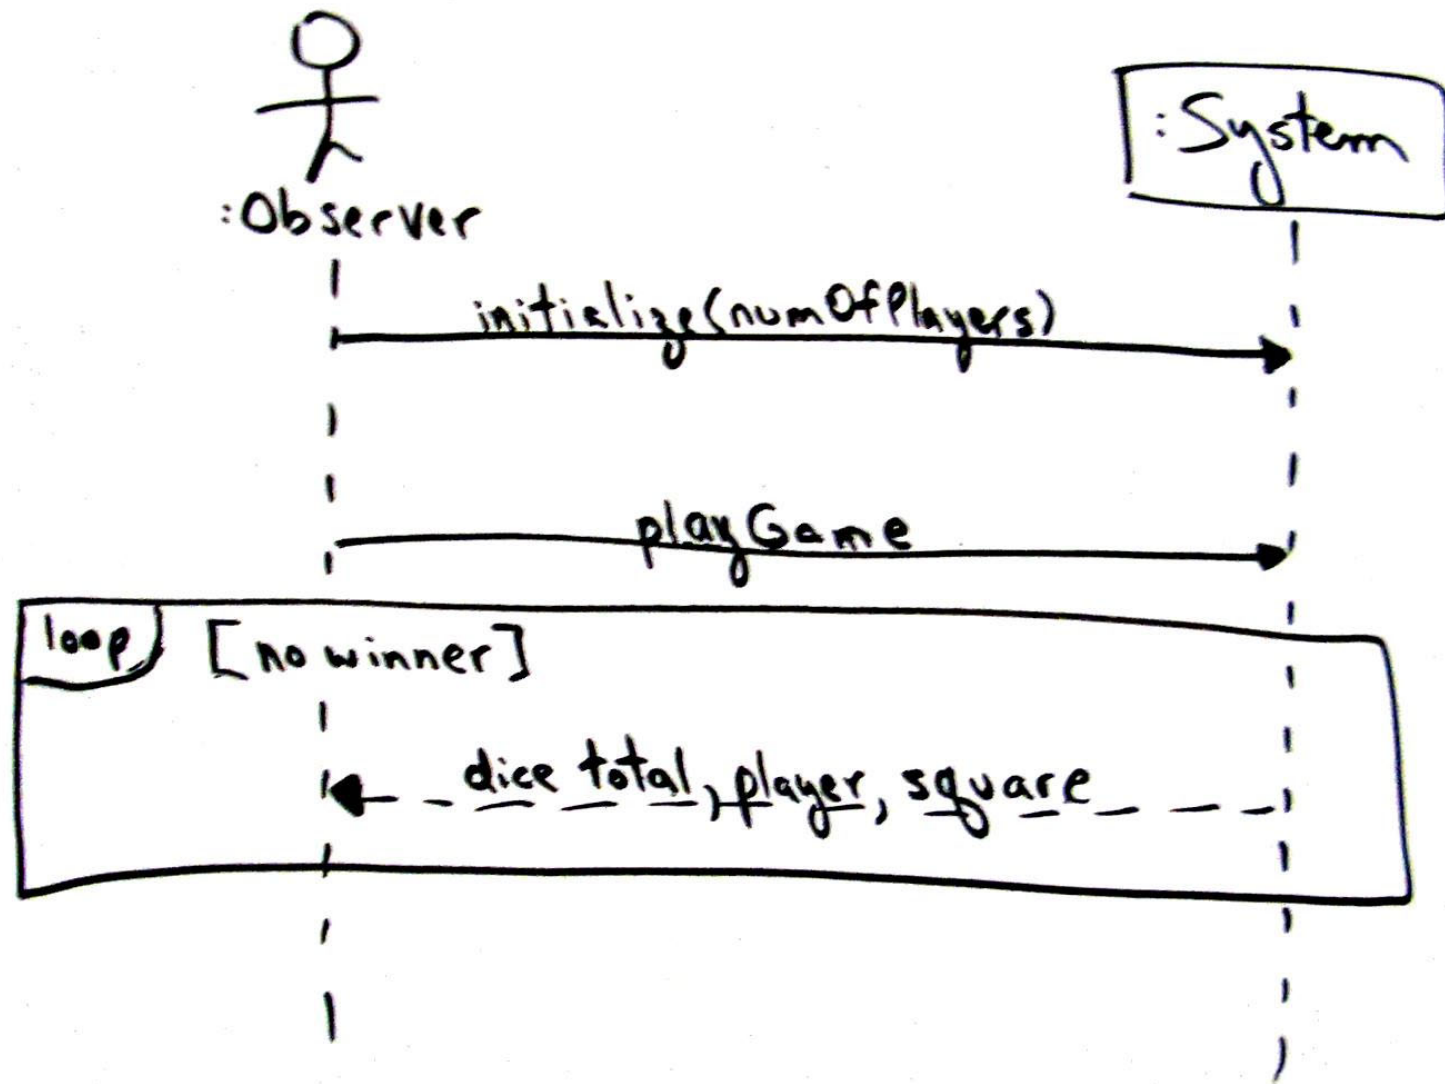 :System
:Observer
initialize(numOfPlayers)
playGame
loop [no winner]
dice total, player, square